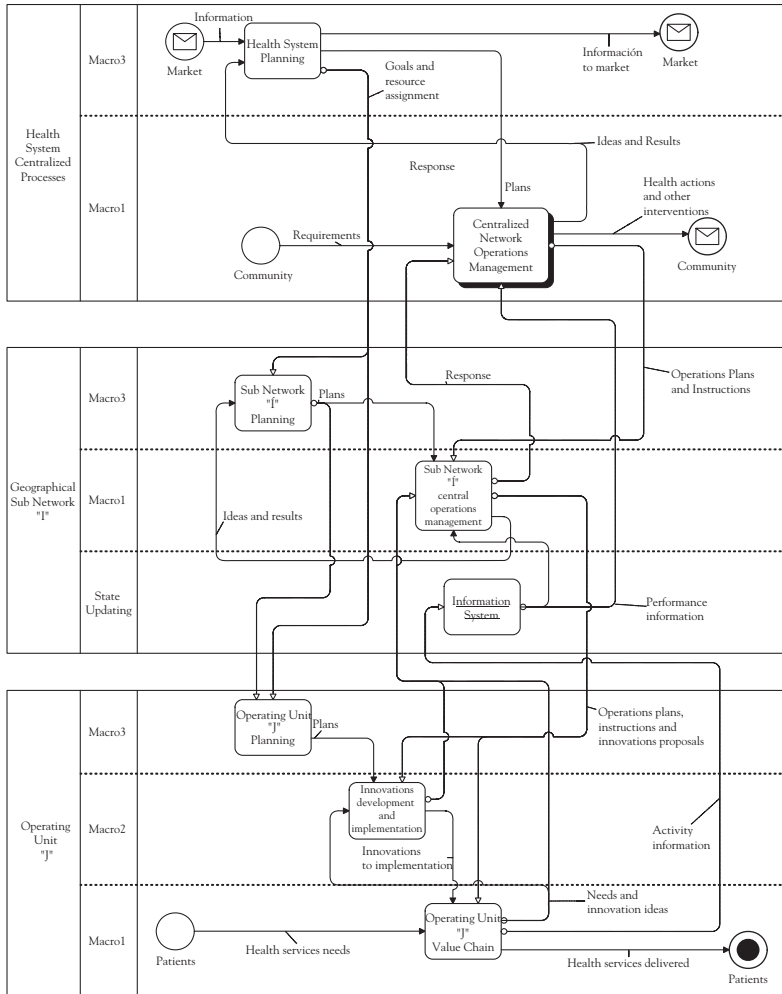 Information
Market
Health System
Planning
Información
to market
Market
Goals and
resource
assignment
Macro3
Health
System
Centralized
Processes
Ideas and Results
Response
Plans
Health actions
and other
interventions
Macro1
Requirements
Community
Centralized
Network
Operations
Management
Community
Operations Plans
and Instructions
Response
Macro3
Sub Network
"Í"
Planning
Plans
Geographical
Sub Network
"I"
Macro1
Sub Network
"Í"
central
operations
management
Ideas and results
State
Updating
Information
System
Performance
information
Macro3
Operating Unit
"J"
Planning
Plans
Operations plans,
instructions and
innovations proposals
Operating
Unit
"J"
Macro2
Innovations
development
and
implementation
Innovations
to implementation
Activity
information
Needs and
innovation ideas
Macro1
Patients
Health services needs
Operating Unit
"J"
Value Chain
Health services delivered
Patients